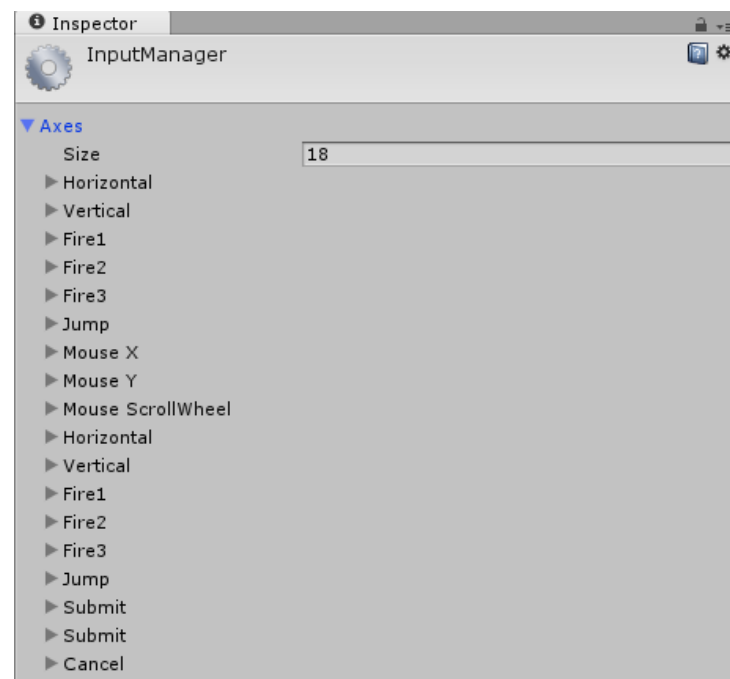 Inspector
InputManager
Axes
Size 18
Horizontal
Vertical
Fire1
Fire2
Fire3
Jump
Mouse X
Mouse Y
Mouse ScrollWheel
Horizontal
Vertical
Fire1
Fire2
Fire3
Jump
Submit
Submit
Cancel